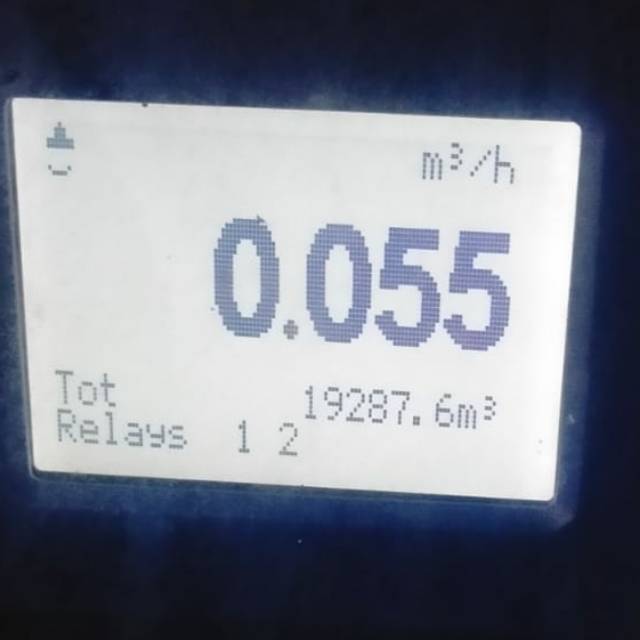 m³/h
0.055
Tot 19287.6m³
Relays 1 2